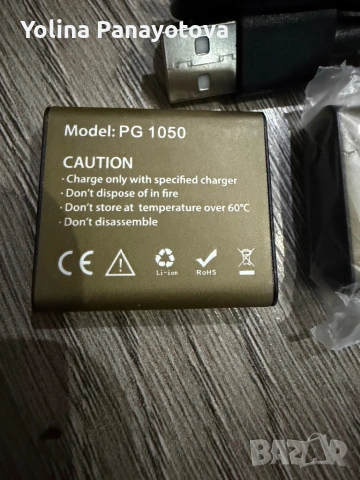 Yolina Panayotova
Model: PG 1050
CAUTION
• Charge only with specified charger
• Don't dispose of in fire
• Don't store at temperature over 60℃
• Don't disassemble
CE
Li-ion
RoHS
BAZAR